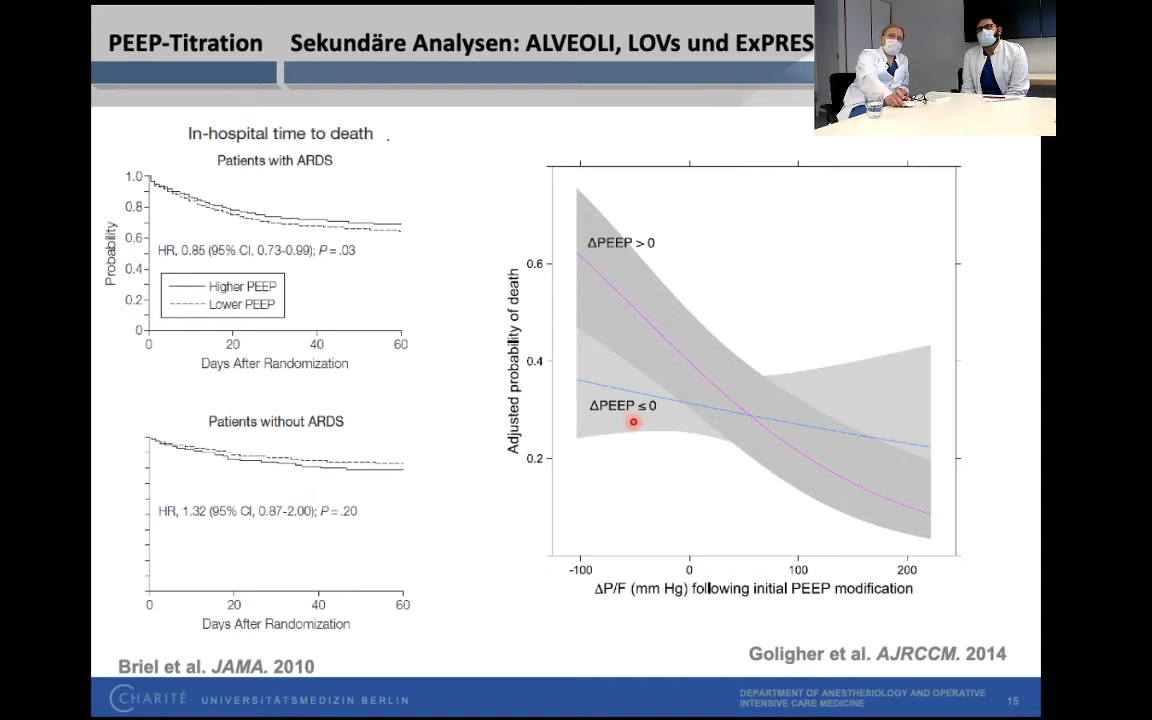 PEEP-Titration Sekundäre Analysen: ALVEOLI, LOVs und ExPRES
In-hospital time to death
Patients with ARDS
1.0
0.8
0.6
0.4
0.2
0
Probability
HR, 0.85 (95% CI, 0.73-0.99); P=.03
Higher PEEP
Lower PEEP
0 20 40 60
Days After Randomization
Patients without ARDS
HR, 1.32 (95% CI, 0.87-2.00); P=.20
0 20 40 60
Days After Randomization
Briel et al. JAMA. 2010
Adjusted probability of death
0.6
0.4
0.2
ΔPEEP > 0
ΔPEEP ≤ 0
-100 0 100 200
ΔP/F (mm Hg) following initial PEEP modification
Goligher et al. AJRCCM. 2014
CHARITÉ UNIVERSITÄTSMEDIZIN BERLIN
DEPARTMENT OF ANESTHESIOLOGY AND OPERATIVE
INTENSIVE CARE MEDICINE
15